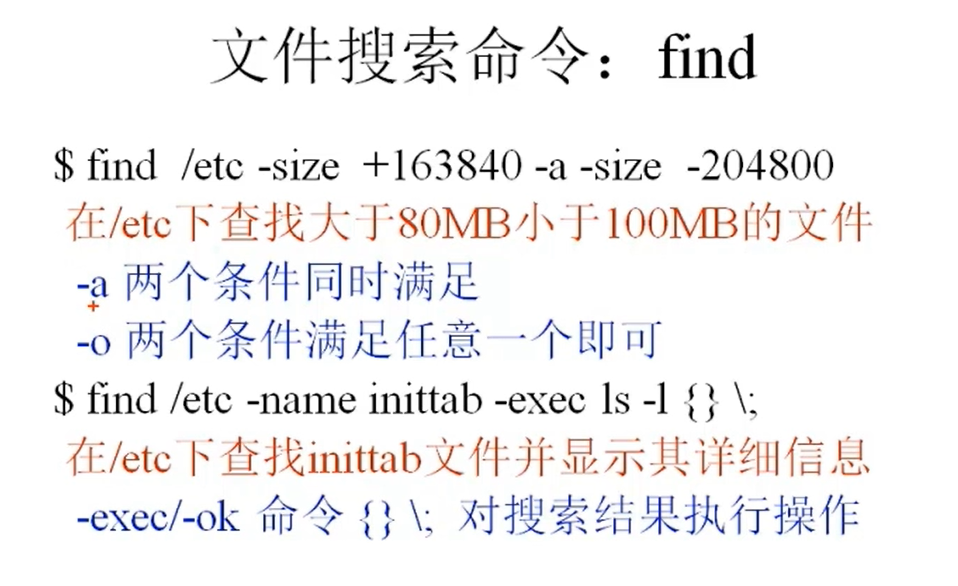 文件搜索命令：find
$ find /etc -size +163840 -a -size -204800
在/etc下查找大于80MB小于100MB的文件
-a 两个条件同时满足
-o 两个条件满足任意一个即可
$ find /etc -name inittab -exec ls -l {} \;
在/etc下查找inittab文件并显示其详细信息
-exec/-ok 命令 {} \; 对搜索结果执行操作